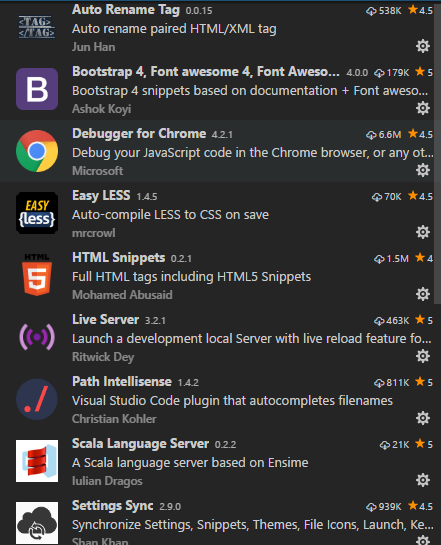 <TAG>
</TAG>
Auto Rename Tag 0.0.15 538K ★4.5
Auto rename paired HTML/XML tag
Jun Han
B
Bootstrap 4, Font awesome 4, Font Aweso... 4.0.0 179K ★5
Bootstrap 4 snippets based on documentation + Font aweso...
Ashok Koyi
Debugger for Chrome 4.2.1 6.6M ★4.5
Debug your JavaScript code in the Chrome browser, or any ot...
Microsoft
EASY
{less}
Easy LESS 1.4.5 70K ★4.5
Auto-compile LESS to CSS on save
mrcrowl
HTML
5
HTML Snippets 0.2.1 1.5M ★4
Full HTML tags including HTML5 Snippets
Mohamed Abusaid
Live Server 3.2.1 463K ★5
Launch a development local Server with live reload feature fo...
Ritwick Dey
./
Path Intellisense 1.4.2 811K ★5
Visual Studio Code plugin that autocompletes filenames
Christian Kohler
Scala Language Server 0.2.2 21K ★5
A Scala language server based on Ensime
Iulian Dragos
Settings Sync 2.9.0 939K ★4.5
Synchronize Settings, Snippets, Themes, File Icons, Launch, Ke...
Shan Khan